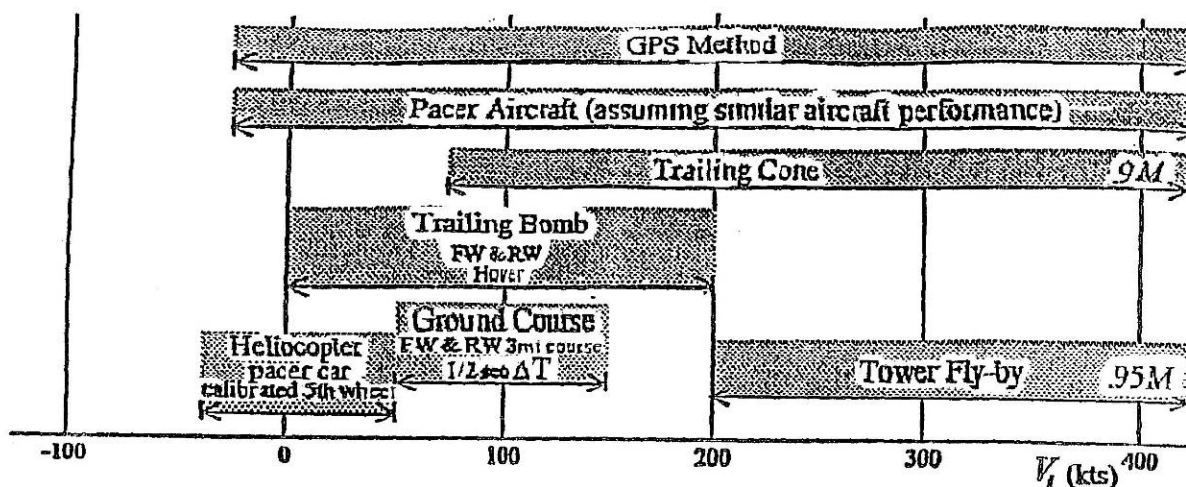 GPS Method
Pacer Aircraft (assuming similar aircraft performance)
Trailing Cone .9M
Trailing Bomb
FW & RW
Hover
Ground Course
FW & RW 3mi course
1/2 sec ΔT
Heliocopter
pacer car
calibrated 5th wheel
Tower Fly-by .95M
-100 0 100 200 300 400
V_i (kts)